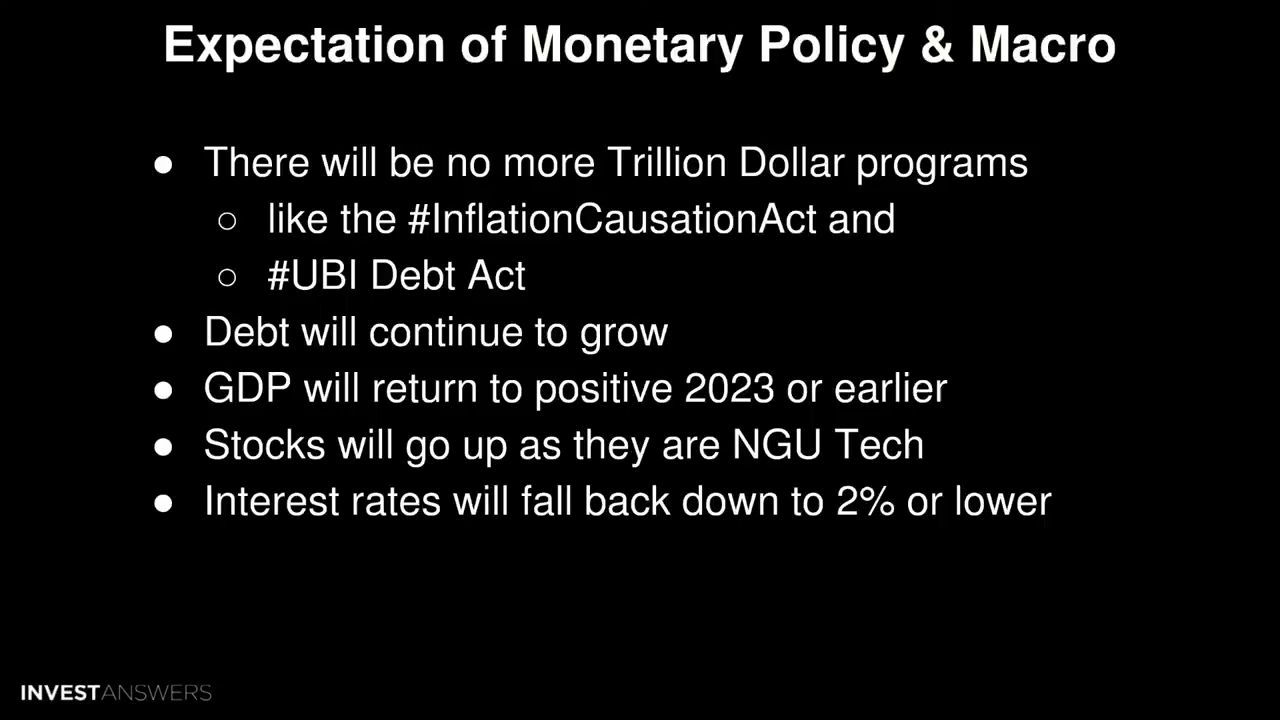 Expectation of Monetary Policy & Macro
● There will be no more Trillion Dollar programs
○ like the #InflationCausationAct and
○ #UBI Debt Act
● Debt will continue to grow
● GDP will return to positive 2023 or earlier
● Stocks will go up as they are NGU Tech
● Interest rates will fall back down to 2% or lower
INVESTANSWERS